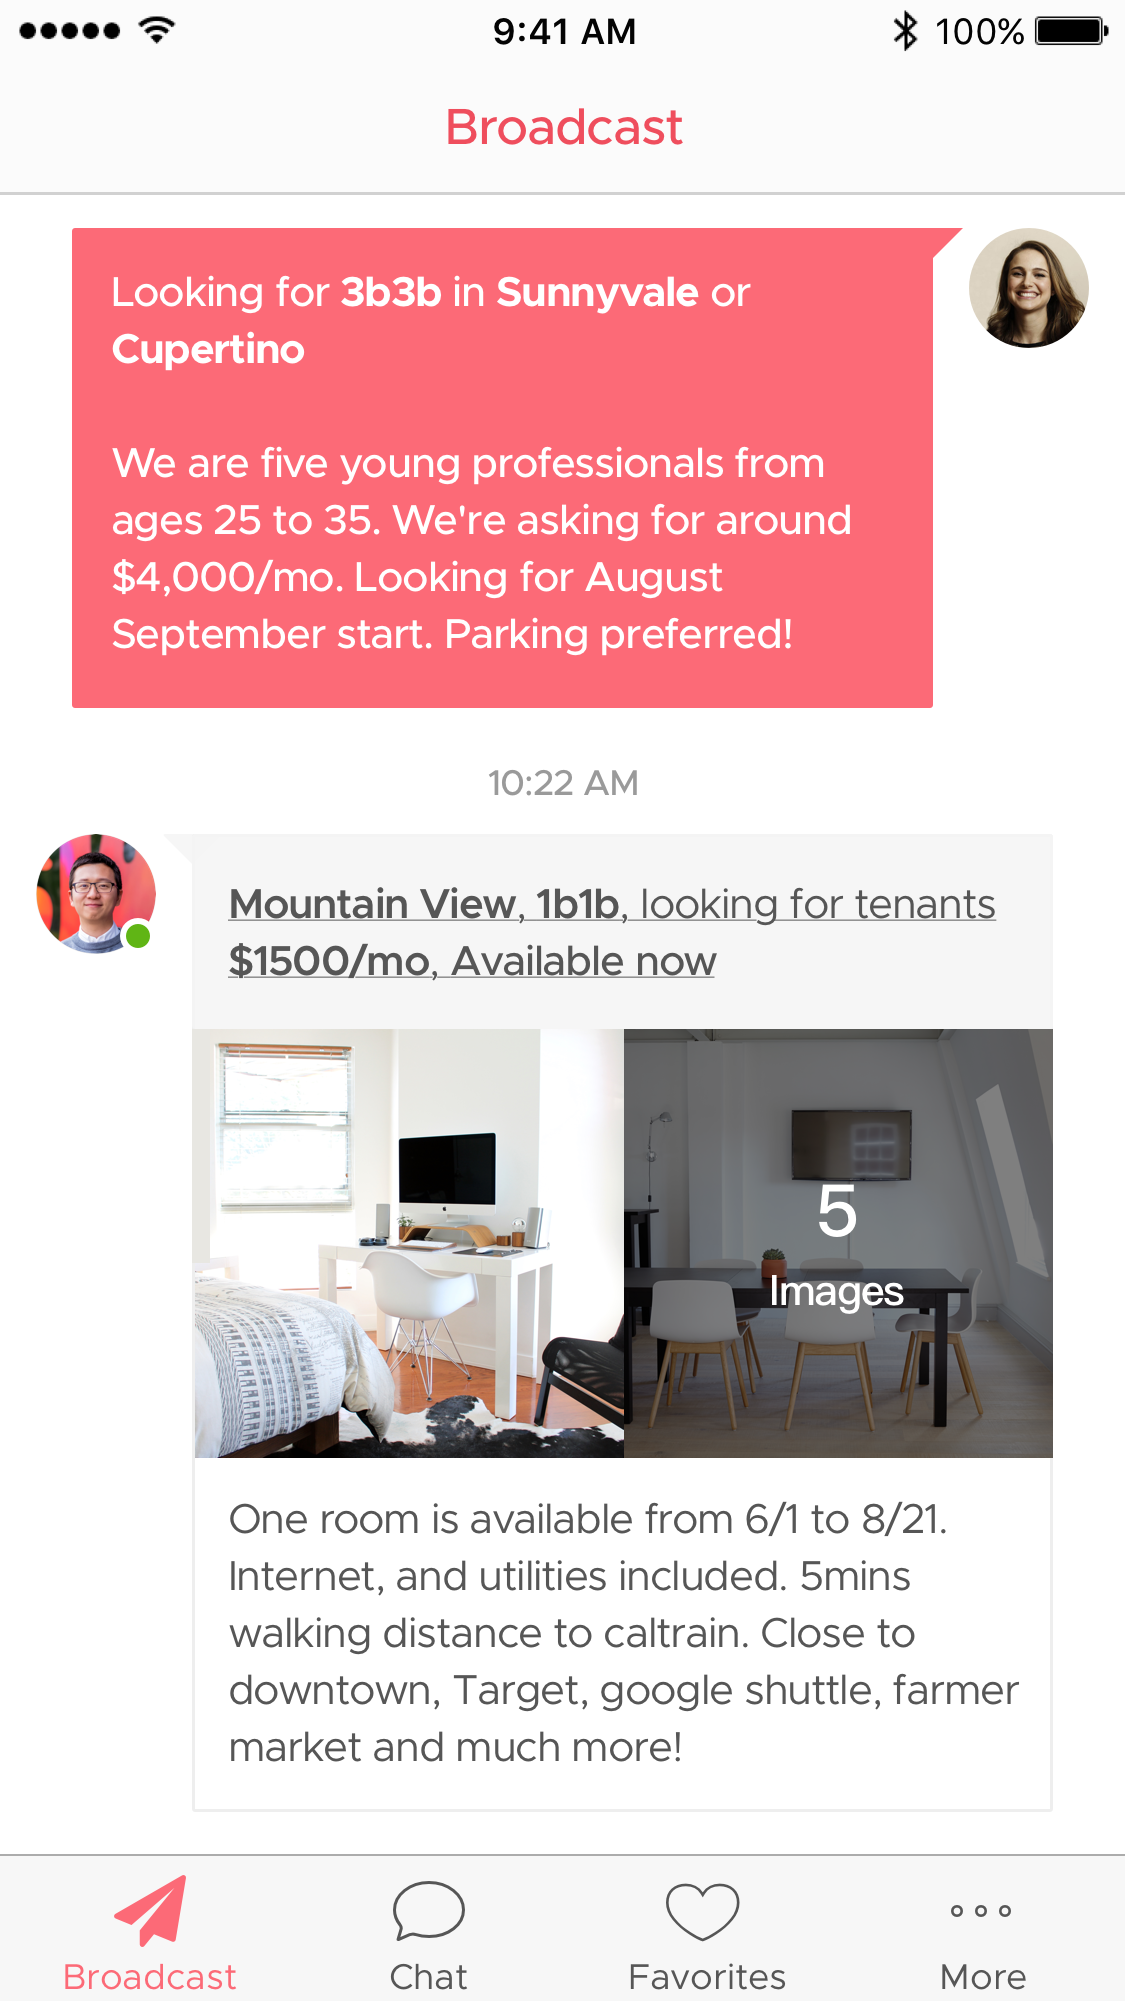 9:41 AM
100%
Broadcast
Looking for 3b3b in Sunnyvale or
Cupertino
We are five young professionals from
ages 25 to 35. We're asking for around
$4,000/mo. Looking for August
September start. Parking preferred!
10:22 AM
Mountain View, 1b1b, looking for tenants
$1500/mo, Available now
5
Images
One room is available from 6/1 to 8/21.
Internet, and utilities included. 5mins
walking distance to caltrain. Close to
downtown, Target, google shuttle, farmer
market and much more!
Broadcast
Chat
Favorites
More